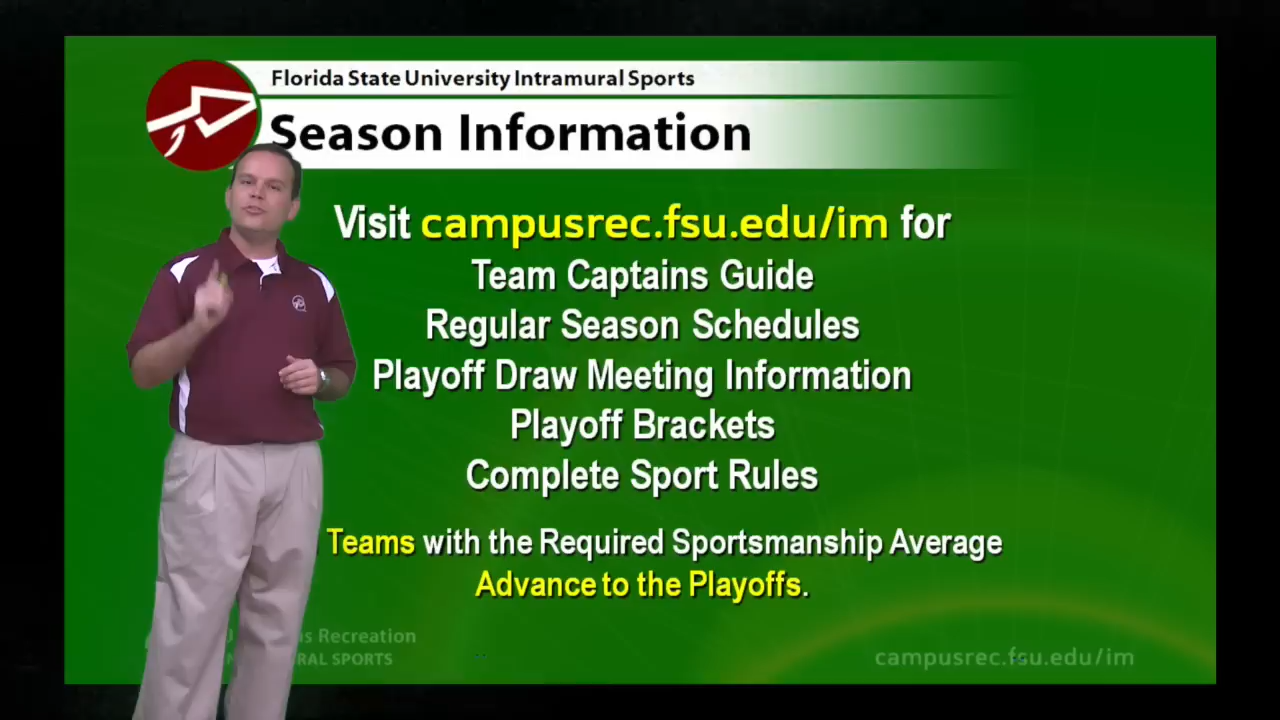 Florida State University Intramural Sports
Season Information
Visit campusrec.fsu.edu/im for
Team Captains Guide
Regular Season Schedules
Playoff Draw Meeting Information
Playoff Brackets
Complete Sport Rules
Teams with the Required Sportsmanship Average
Advance to the Playoffs.
Recreation
SPORTS
campusrec.fsu.edu/im